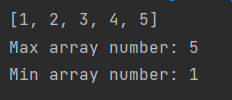 [1, 2, 3, 4, 5]
Max array number: 5
Min array number: 1